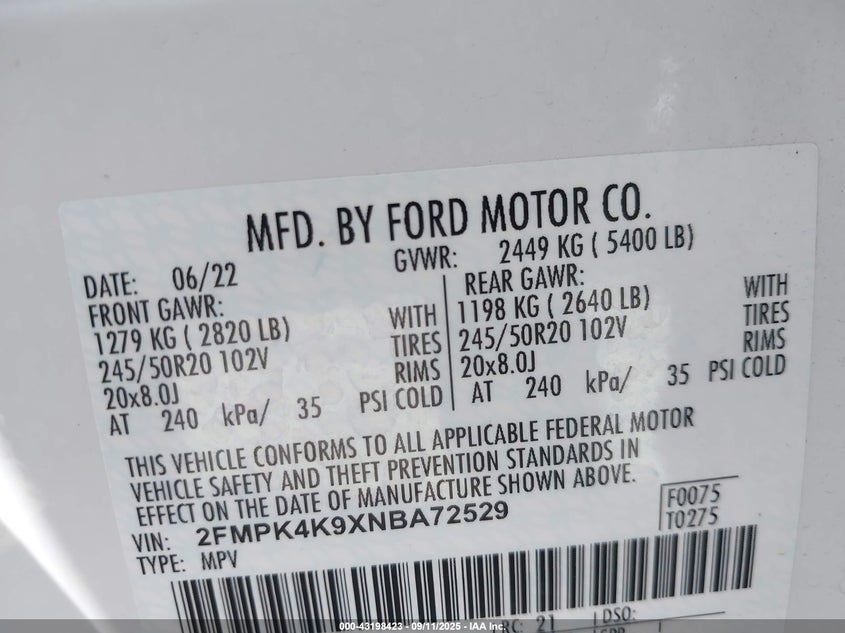 MFD. BY FORD MOTOR CO.
DATE: 06/22 GVWR: 2449 KG ( 5400 LB)
FRONT GAWR: REAR GAWR:
1279 KG ( 2820 LB) WITH 1198 KG ( 2640 LB) WITH
245/50R20 102V TIRES 245/50R20 102V TIRES
20x8.0J RIMS 20x8.0J RIMS
AT 240 kPa/ 35 PSI COLD AT 240 kPa/ 35 PSI COLD
THIS VEHICLE CONFORMS TO ALL APPLICABLE FEDERAL MOTOR
VEHICLE SAFETY AND THEFT PREVENTION STANDARDS IN
EFFECT ON THE DATE OF MANUFACTURE SHOWN ABOVE.
VIN: 2FMPK4K9XNBA72529 F0075
TYPE: MPV T0275
RC: 21 DSO:
000-43198423 - 09/11/2025 - IAA Inc.